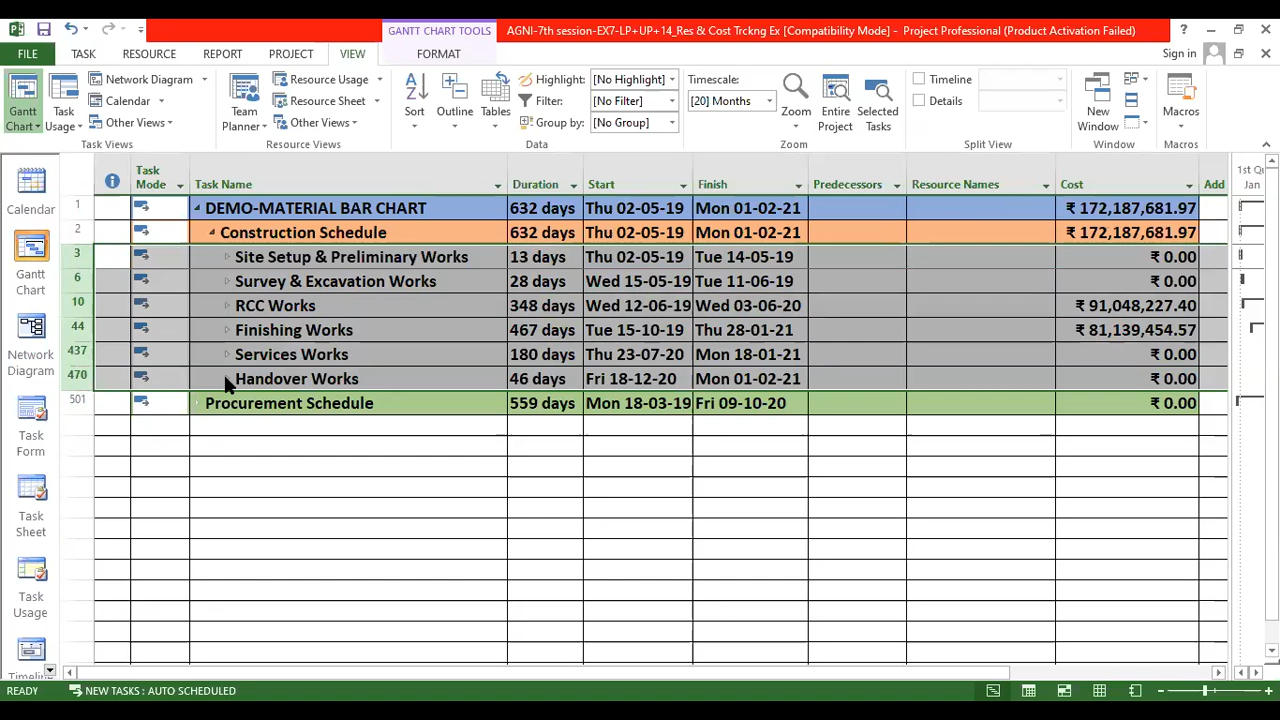 GANTT CHART TOOLS
AGNI-7th session-EX7-LP+UP+14_Res & Cost Trckng Ex [Compatibility Mode] - Project Professional (Product Activation Failed)
FILE TASK RESOURCE REPORT PROJECT VIEW FORMAT Sign in
Gantt Chart
Task Usage
Network Diagram
Calendar
Other Views
Task Views
Team Planner
Resource Usage
Resource Sheet
Other Views
Resource Views
Sort
Outline
Tables
Highlight: [No Highlight]
Filter: [No Filter]
Group by: [No Group]
Data
Timescale:
[20] Months
Zoom
Entire Project
Selected Tasks
Zoom
Timeline
Details
Split View
New Window
Window
Macros
Macros
Task Mode Task Name Duration Start Finish Predecessors Resource Names Cost Add
1st Qu
Jan
1 DEMO-MATERIAL BAR CHART 632 days Thu 02-05-19 Mon 01-02-21 ₹ 172,187,681.97
2 Construction Schedule 632 days Thu 02-05-19 Mon 01-02-21 ₹ 172,187,681.97
3 Site Setup & Preliminary Works 13 days Thu 02-05-19 Tue 14-05-19 ₹ 0.00
6 Survey & Excavation Works 28 days Wed 15-05-19 Tue 11-06-19 ₹ 0.00
10 RCC Works 348 days Wed 12-06-19 Wed 03-06-20 ₹ 91,048,227.40
44 Finishing Works 467 days Tue 15-10-19 Thu 28-01-21 ₹ 81,139,454.57
437 Services Works 180 days Thu 23-07-20 Mon 18-01-21 ₹ 0.00
470 Handover Works 46 days Fri 18-12-20 Mon 01-02-21 ₹ 0.00
501 Procurement Schedule 559 days Mon 18-03-19 Fri 09-10-20 ₹ 0.00
Calendar
Gantt Chart
Network Diagram
Task Form
Task Sheet
Task Usage
Timeline
READY NEW TASKS : AUTO SCHEDULED